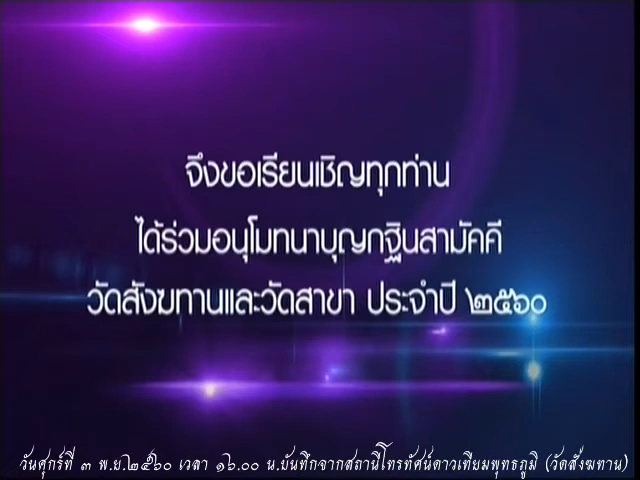 จึงขอเรียนเชิญทุกท่าน
ได้ร่วมอนุโมทนาบุญกฐินสามัคคี
วัดสังฆทานและวัดสาขา ประจำปี ๒๕๖๐
วันศุกร์ที่ ๓ พ.ย.๒๕๖๐ เวลา ๑๖.๐๐ น.บันทึกจากสถานีโทรทัศน์ดาวเทียมพุทธภูมิ (วัดสังฆทาน)